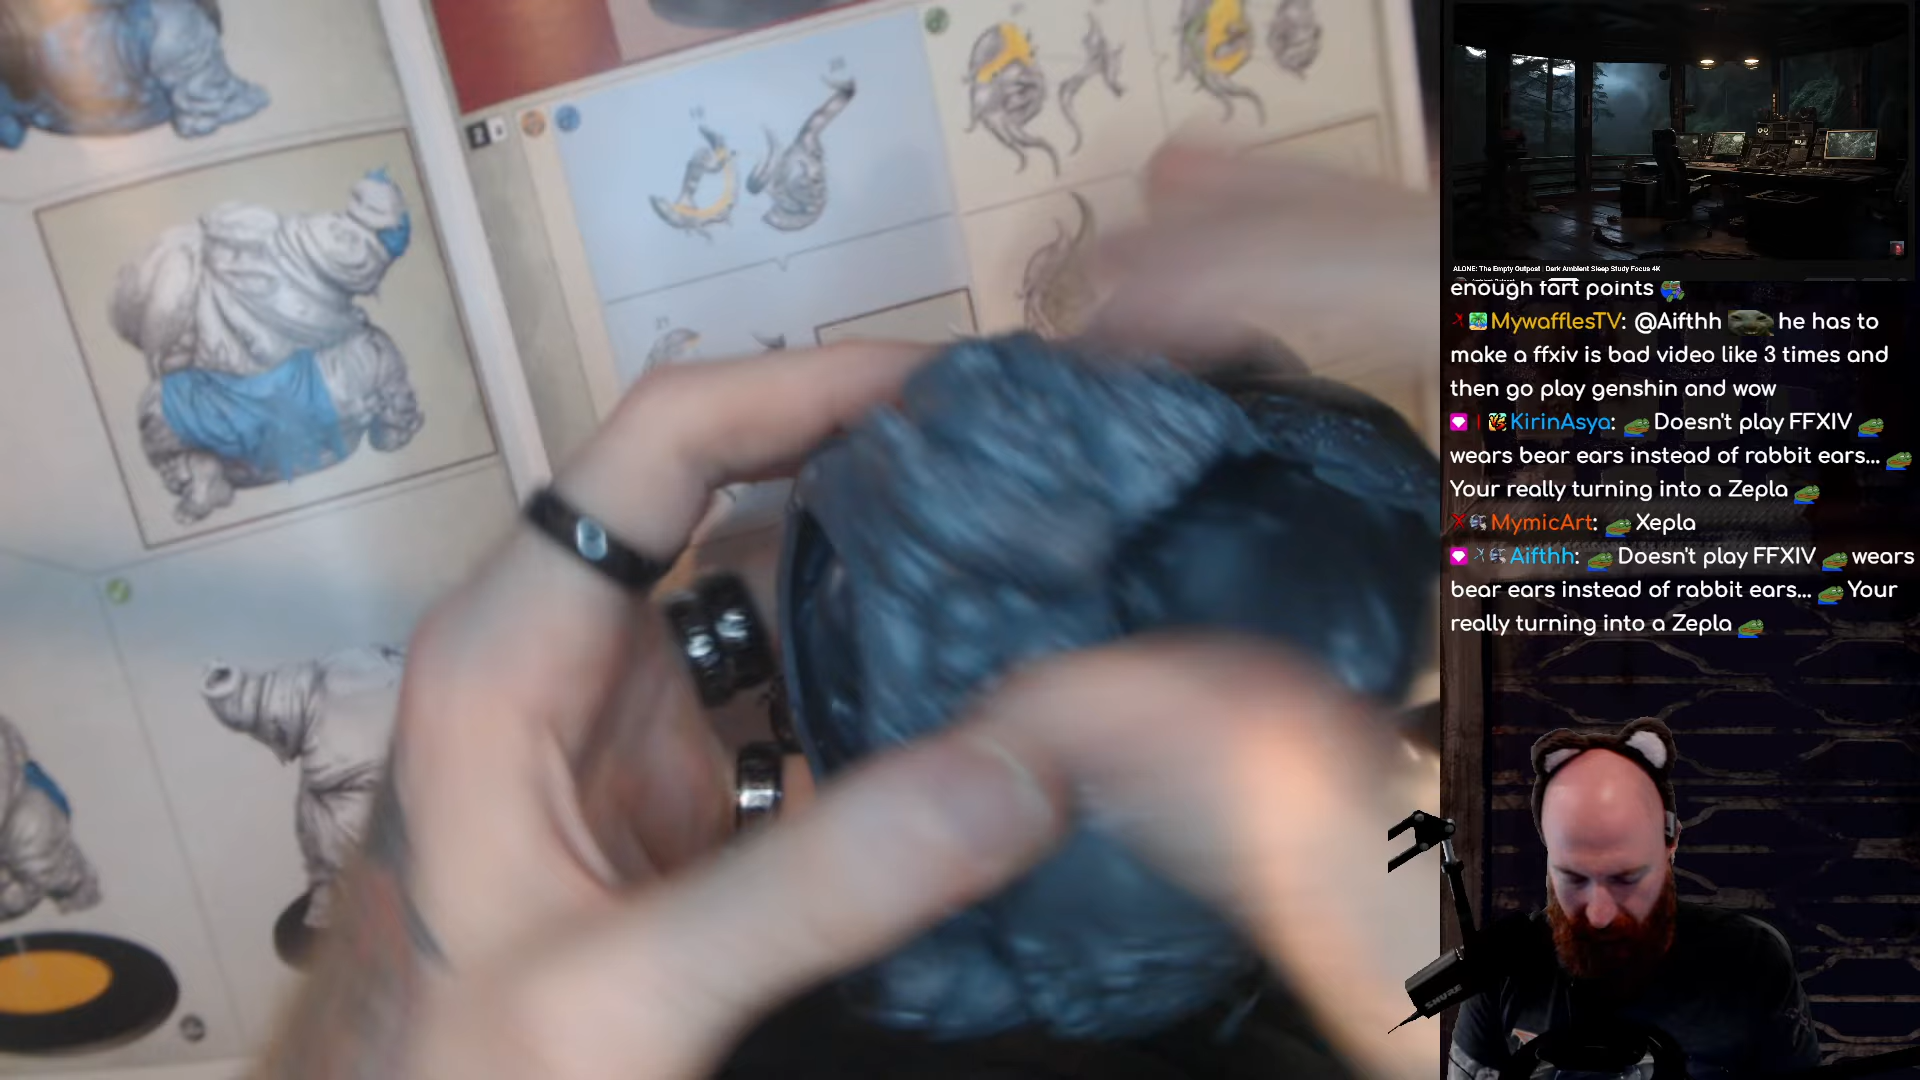 ALONE: The Empty Outpost | Dark Ambient Sleep Study Focus 4K
enough fart points
MywafflesTV: @Aifthh he has to
make a ffxiv is bad video like 3 times and
then go play genshin and wow
KirinAsya: Doesn't play FFXIV
wears bear ears instead of rabbit ears...
Your really turning into a Zepla
MymicArt: Xepla
Aifthh: Doesn't play FFXIV wears
bear ears instead of rabbit ears... Your
really turning into a Zepla
SHURE